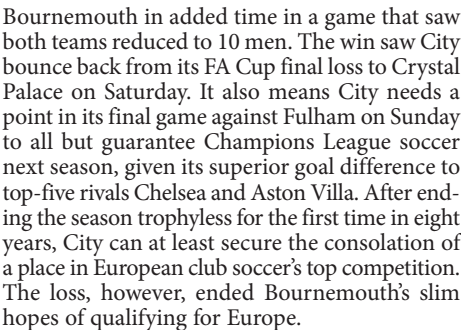 Bournemouth in added time in a game that saw
both teams reduced to 10 men. The win saw City
bounce back from its FA Cup final loss to Crystal
Palace on Saturday. It also means City needs a
point in its final game against Fulham on Sunday
to all but guarantee Champions League soccer
next season, given its superior goal difference to
top-five rivals Chelsea and Aston Villa. After end-
ing the season trophyless for the first time in eight
years, City can at least secure the consolation of
a place in European club soccer's top competition.
The loss, however, ended Bournemouth's slim
hopes of qualifying for Europe.